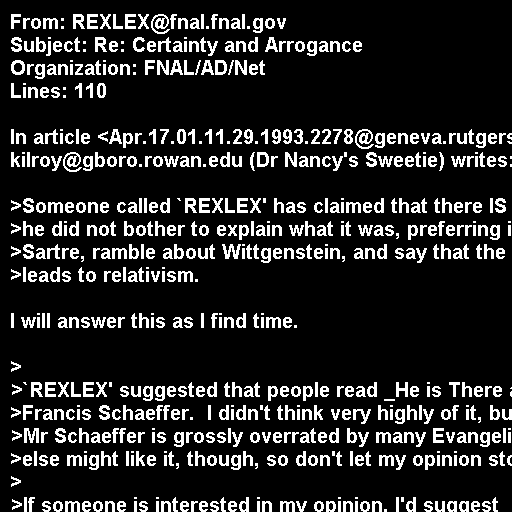 From: REXLEX@fnal.fnal.gov
Subject: Re: Certainty and Arrogance
Organization: FNAL/AD/Net
Lines: 110

In article <Apr.17.01.11.29.1993.2278@geneva.rutgers
kilroy@gboro.rowan.edu (Dr Nancy's Sweetie) writes:

>Someone called `REXLEX' has claimed that there IS
>he did not bother to explain what it was, preferring i
>Sartre, ramble about Wittgenstein, and say that the
>leads to relativism.

I will answer this as I find time.

>
>`REXLEX' suggested that people read _He is There a
>Francis Schaeffer.  I didn't think very highly of it, bu
>Mr Schaeffer is grossly overrated by many Evangeli
>else might like it, though, so don't let my opinion sto
>
>If someone is interested in my opinion, I'd suggest